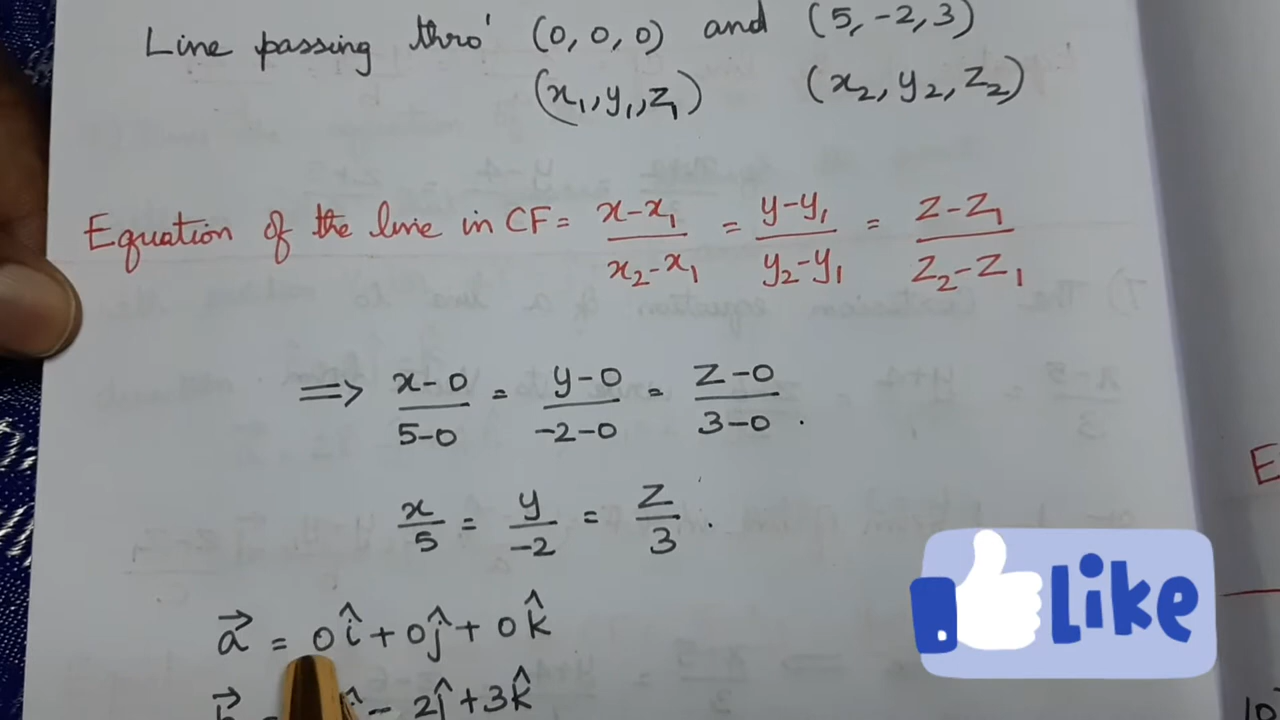 Line passing thro' (0, 0, 0) and (5, -2, 3)
(x₁, y₁, z₁) (x₂, y₂, z₂)
Equation of the line in CF = x-x₁/x₂-x₁ = y-y₁/y₂-y₁ = z-z₁/z₂-z₁
⇒ x-0/5-0 = y-0/-2-0 = z-0/3-0 .
x/5 = y/-2 = z/3 .
Like
a⃗ = 0î + 0ĵ + 0k̂
- 2ĵ + 3k̂
10